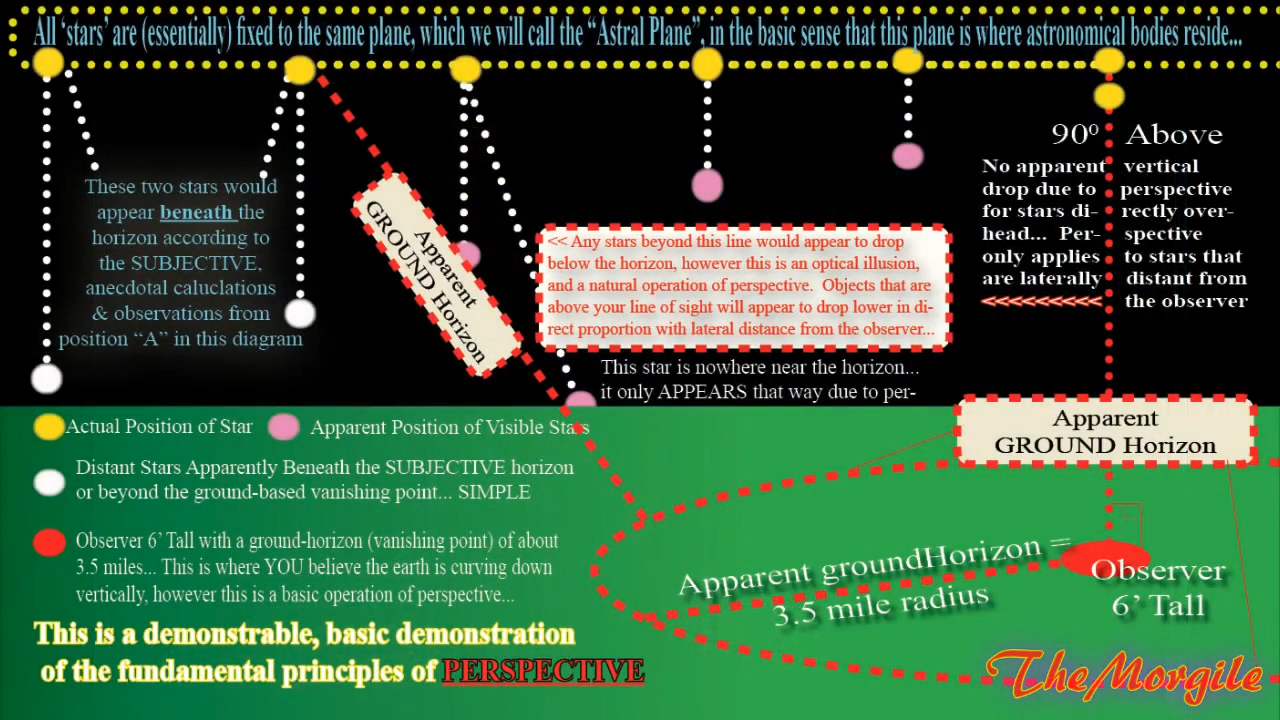 All ‘stars’ are (essentially) fixed to the same plane, which we will call the “Astral Plane”, in the basic sense that this plane is where astronomical bodies reside...
These two stars would
appear beneath the
horizon according to
the SUBJECTIVE,
anecdotal caluclations
& observations from
position “A” in this diagram
Apparent
GROUND Horizon
<< Any stars beyond this line would appear to drop
below the horizon, however this is an optical illusion,
and a natural operation of perspective. Objects that are
above your line of sight will appear to drop lower in di-
rect proportion with lateral distance from the observer...
This star is nowhere near the horizon...
it only APPEARS that way due to per-
90º Above
No apparent vertical
drop due to perspective
for stars di- rectly over-
head... Per- spective
only applies to stars that
are laterally distant from
<<<<<<<<< the observer
Apparent
GROUND Horizon
Actual Position of Star
Apparent Position of Visible Stars
Distant Stars Apparently Beneath the SUBJECTIVE horizon
or beyond the ground-based vanishing point... SIMPLE
Observer 6’ Tall with a ground-horizon (vanishing point) of about
3.5 miles... This is where YOU believe the earth is curving down
vertically, however this is a basic operation of perspective...
This is a demonstrable, basic demonstration
of the fundamental principles of PERSPECTIVE
Apparent groundHorizon =
3.5 mile radius
Observer
6’ Tall
TheMorgile